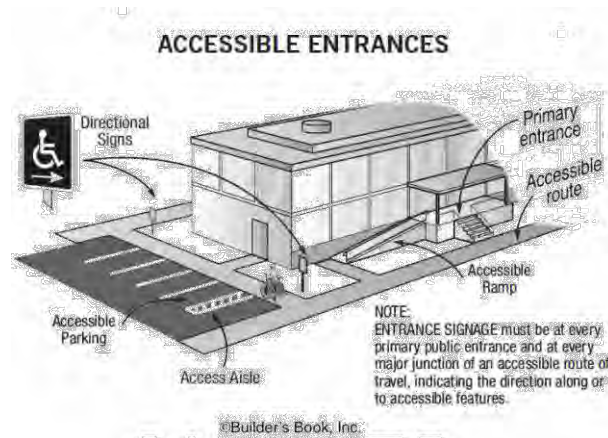 ACCESSIBLE ENTRANCES
Directional
Signs
Primary
entrance
Accessible
route
Accessible
Ramp
Accessible
Parking
Access Aisle
NOTE:
ENTRANCE SIGNAGE must be at every
primary public entrance and at every
major junction of an accessible route of
travel, indicating the direction along or
to accessible features.
©Builder's Book, Inc.